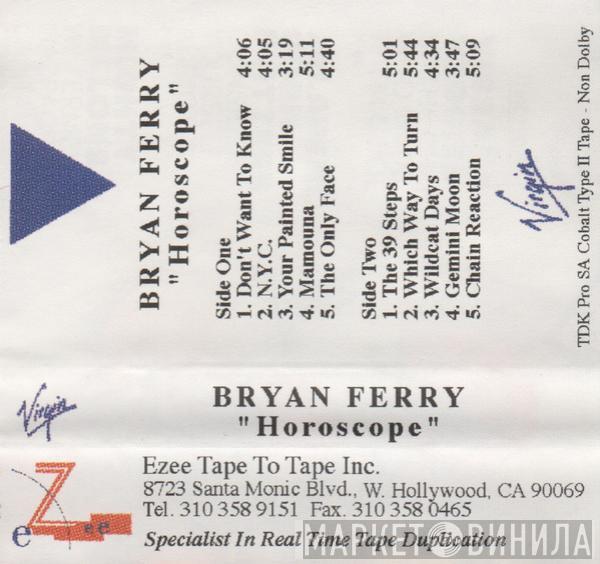 BRYAN FERRY
"Horoscope"
Side One
1. Don't Want To Know 4:06
2. N.Y.C. 4:05
3. Your Painted Smile 3:19
4. Mamouna 5:11
5. The Only Face 4:40
Side Two
1. The 39 Steps 5:01
2. Which Way To Turn 5:44
3. Wildcat Days 4:34
4. Gemini Moon 3:47
5. Chain Reaction 5:09
Virgin
TDK Pro SA Cobalt Type II Tape - Non Dolby
Virgin
BRYAN FERRY
"Horoscope"
eZee
Ezee Tape To Tape Inc.
8723 Santa Monic Blvd., W. Hollywood, CA 90069
Tel. 310 358 9151 Fax. 310 358 0465
Specialist In Real Time Tape Duplication
МАРКЕТ ВИНИЛА